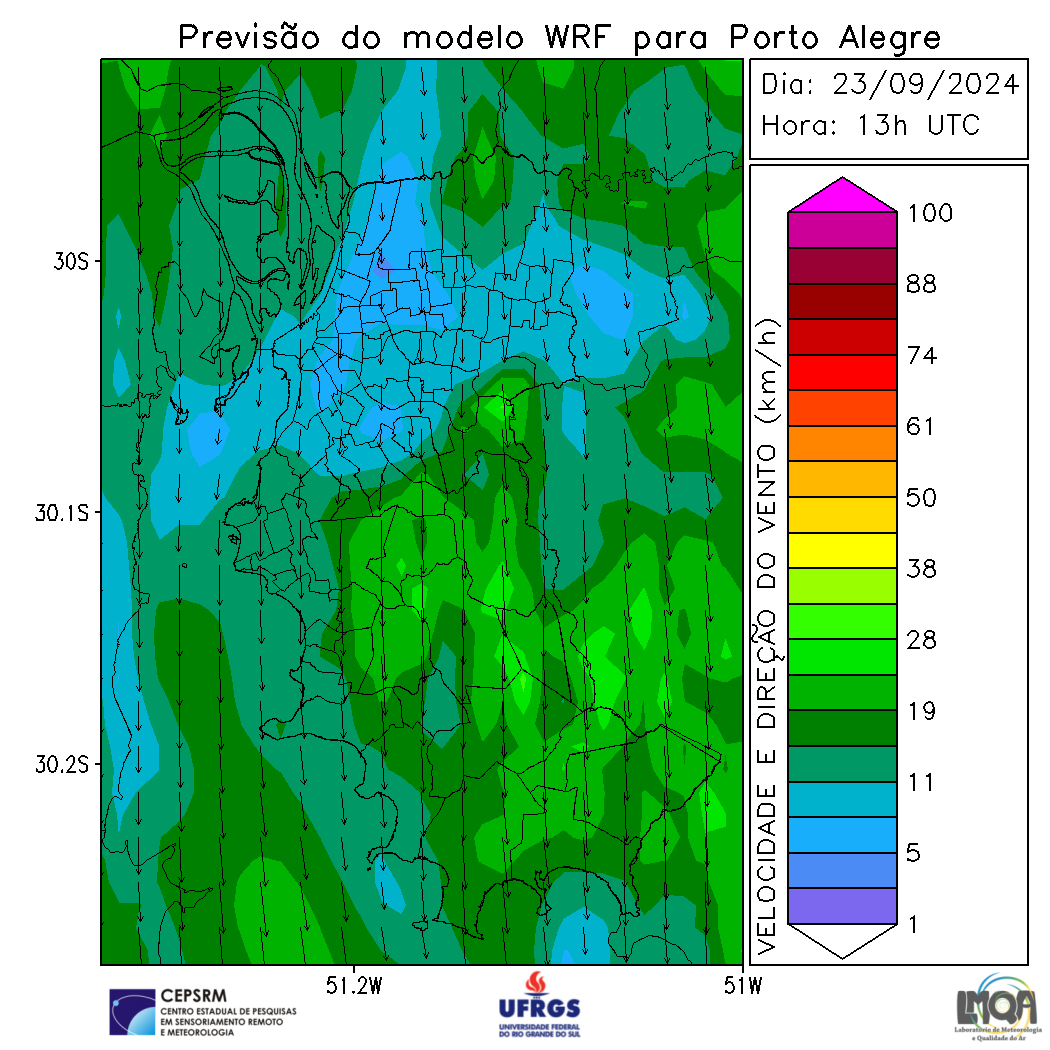 Previsão do modelo WRF para Porto Alegre
Dia: 23/09/2024
Hora: 13h UTC
30S
30.1S
30.2S
51.2W
51W
VELOCIDADE E DIREÇÃO DO VENTO (km/h)
100
88
74
61
50
38
28
19
11
5
1
CEPSRM
CENTRO ESTADUAL DE PESQUISAS
EM SENSORIAMENTO REMOTO
E METEOROLOGIA
UFRGS
UNIVERSIDADE FEDERAL
DO RIO GRANDE DO SUL
LMQA
Laboratório de Meteorologia
e Qualidade do Ar